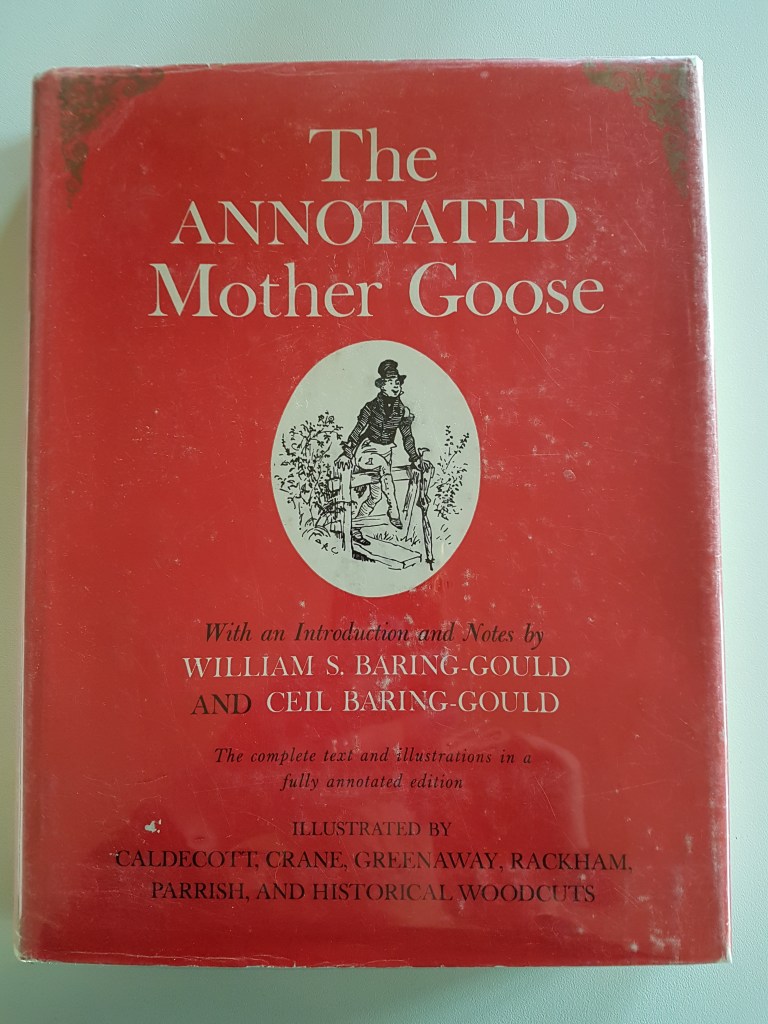 The
ANNOTATED
Mother Goose
R C
With an Introduction and Notes by
WILLIAM S. BARING-GOULD
AND CEIL BARING-GOULD
The complete text and illustrations in a
fully annotated edition
ILLUSTRATED BY
CALDECOTT, CRANE, GREENAWAY, RACKHAM,
PARRISH, AND HISTORICAL WOODCUTS